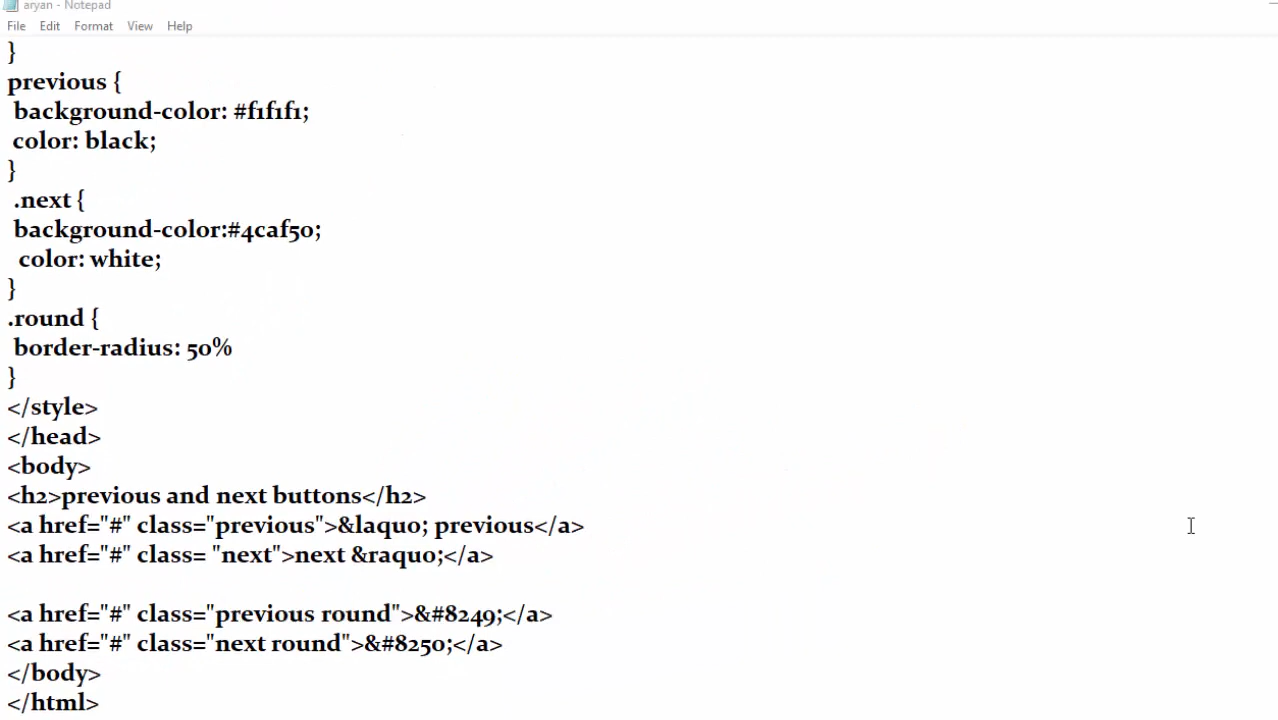 aryan - Notepad
File Edit Format View Help
}
previous {
 background-color: #f1f1f1;
 color: black;
}
 .next {
 background-color:#4caf50;
  color: white;
}
.round {
 border-radius: 50%
}
</style>
</head>
<body>
<h2>previous and next buttons</h2>
<a href="#" class="previous">&laquo; previous</a>
<a href="#" class= "next">next &raquo;</a>

<a href="#" class="previous round">&#8249;</a>
<a href="#" class="next round">&#8250;</a>
</body>
</html>